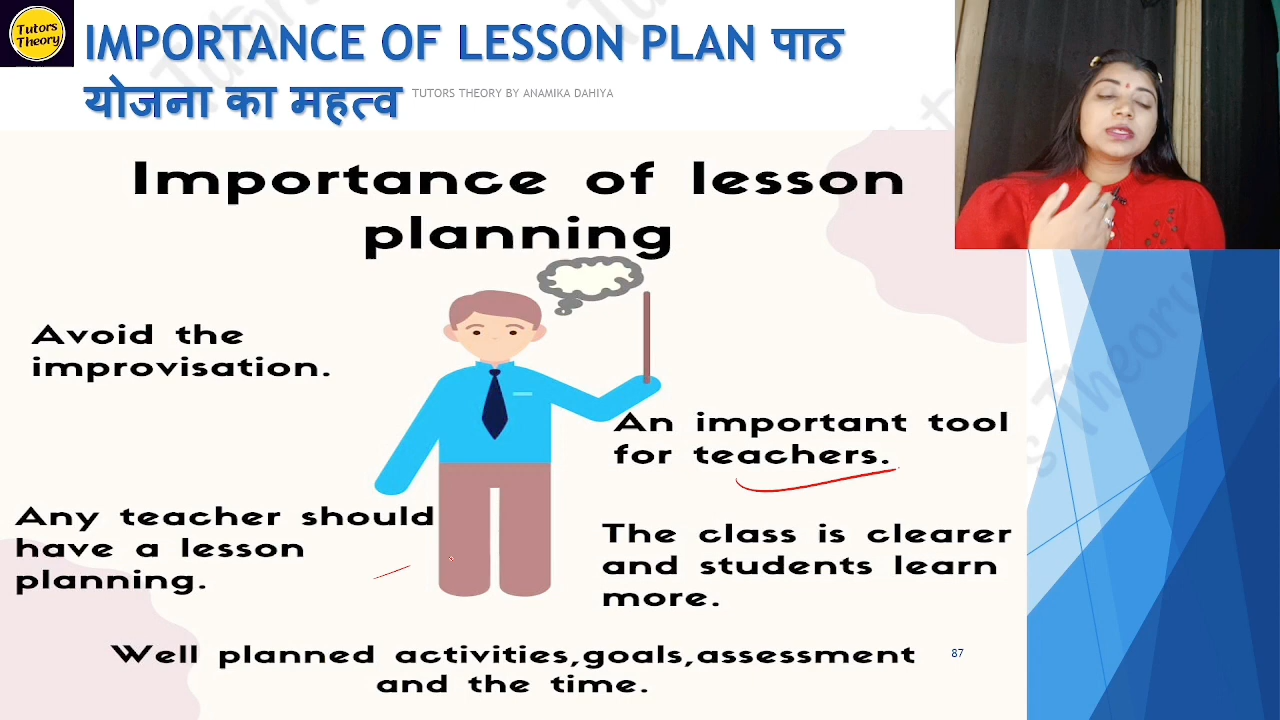 Tutors
Theory
IMPORTANCE OF LESSON PLAN पाठ
योजना का महत्व TUTORS THEORY BY ANAMIKA DAHIYA
Importance of lesson
planning
Avoid the
improvisation.
An important tool
for teachers.
Any teacher should
have a lesson
planning.
The class is clearer
and students learn
more.
Well planned activities,goals,assessment
and the time.
87